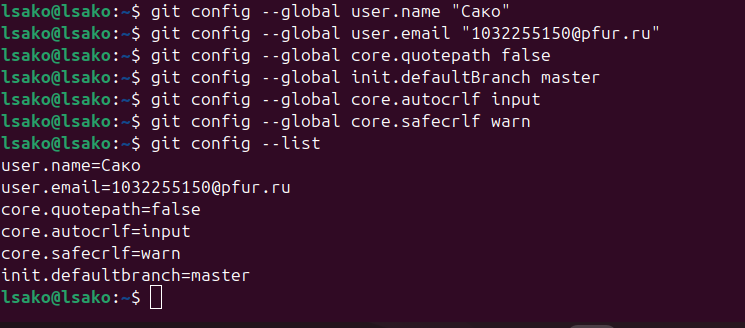 lsako@lsako:~$ git config --global user.name "Сако"
lsako@lsako:~$ git config --global user.email "1032255150@pfur.ru"
lsako@lsako:~$ git config --global core.quotepath false
lsako@lsako:~$ git config --global init.defaultBranch master
lsako@lsako:~$ git config --global core.autocrlf input
lsako@lsako:~$ git config --global core.safecrlf warn
lsako@lsako:~$ git config --list
user.name=Сако
user.email=1032255150@pfur.ru
core.quotepath=false
core.autocrlf=input
core.safecrlf=warn
init.defaultbranch=master
lsako@lsako:~$